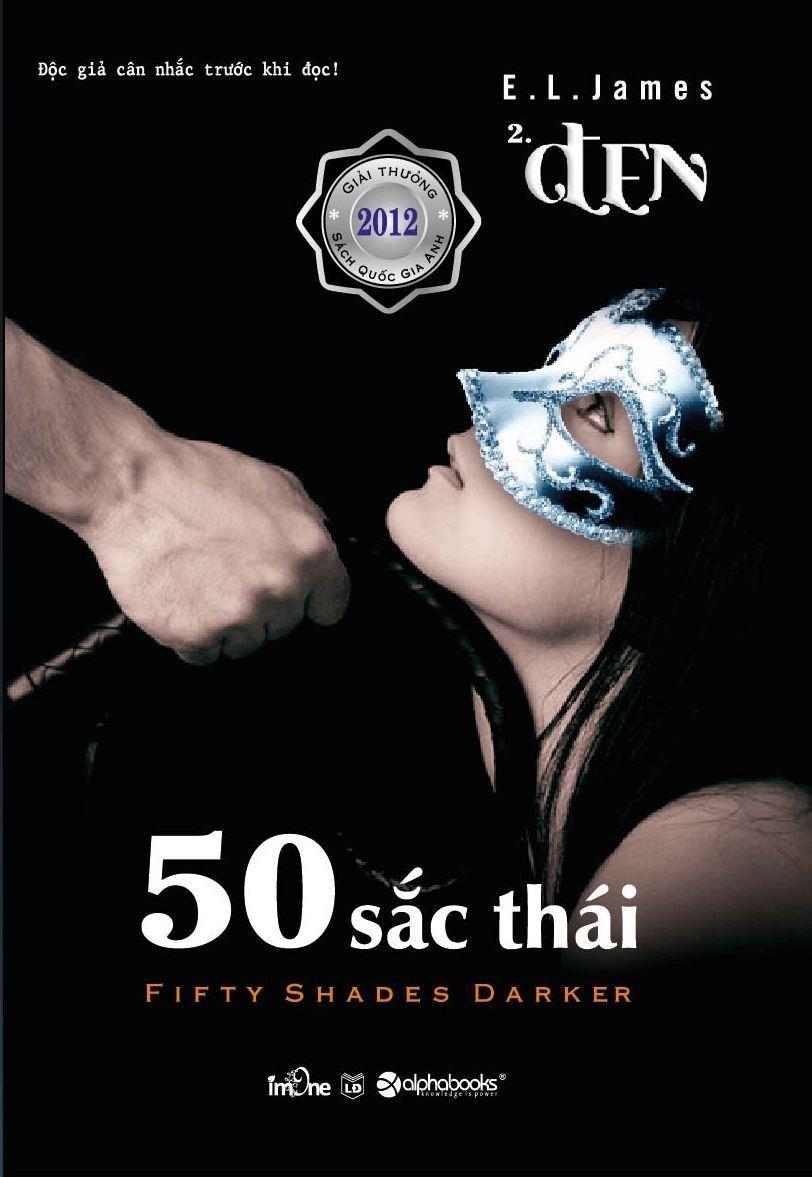 Độc giả cân nhắc trước khi đọc!
E.L.James
2. đen
GIẢI THƯỞNG
* 2012 *
SÁCH QUỐC GIA ANH
50 sắc thái
FIFTY SHADES DARKER
imOne LĐ alphabooks®
knowledge is power